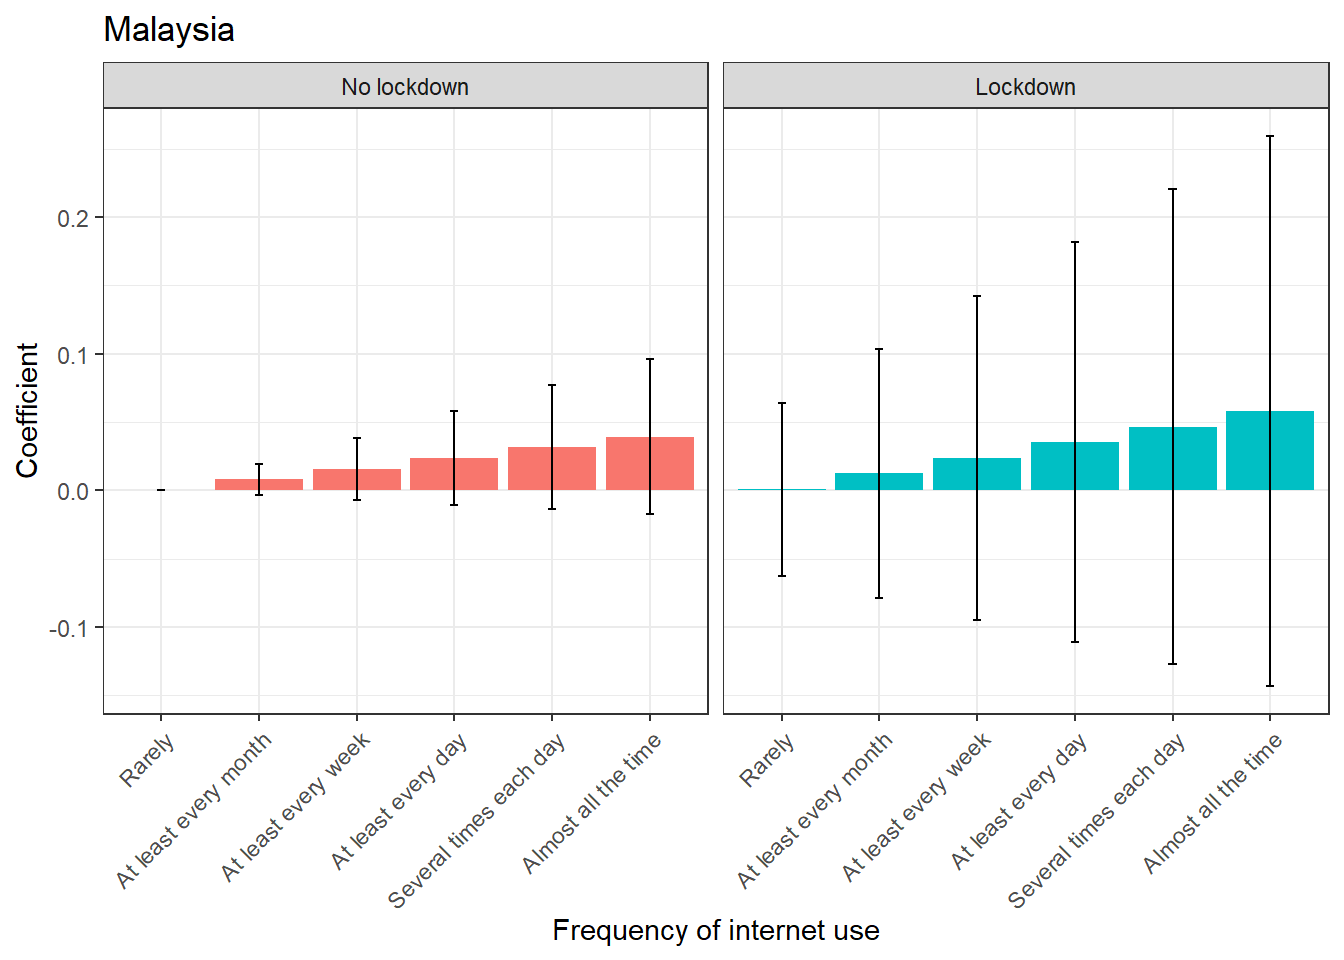 Malaysia
No lockdown
Lockdown
Coefficient
0.2
0.1
0.0
-0.1
Rarely
At least every month
At least every week
At least every day
Several times each day
Almost all the time
Rarely
At least every month
At least every week
At least every day
Several times each day
Almost all the time
Frequency of internet use